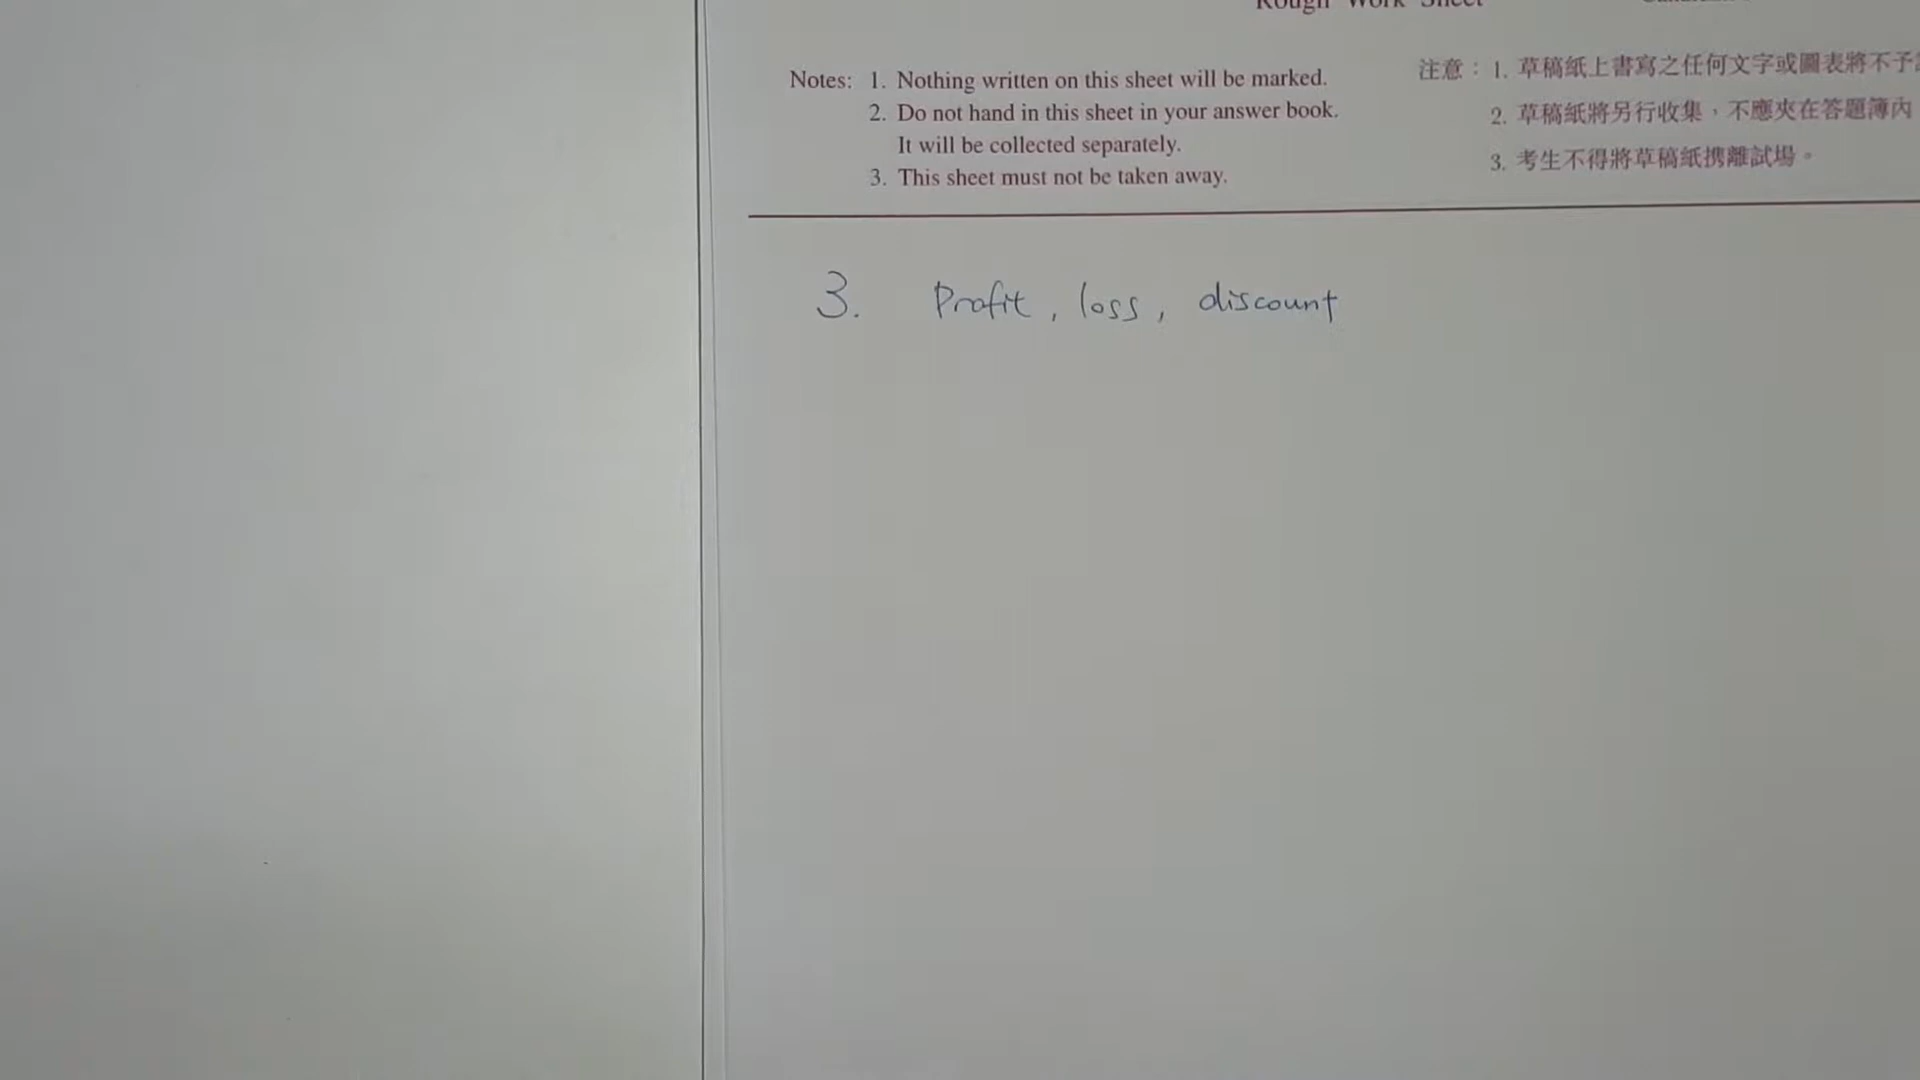 Rough Work Sheet
Notes: 1. Nothing written on this sheet will be marked.
2. Do not hand in this sheet in your answer book.
It will be collected separately.
3. This sheet must not be taken away.
注意：1. 草稿紙上書寫之任何文字或圖表將不予
2. 草稿紙將另行收集，不應夾在答題簿內
3. 考生不得將草稿紙携離試場。
3. Profit, loss, discount